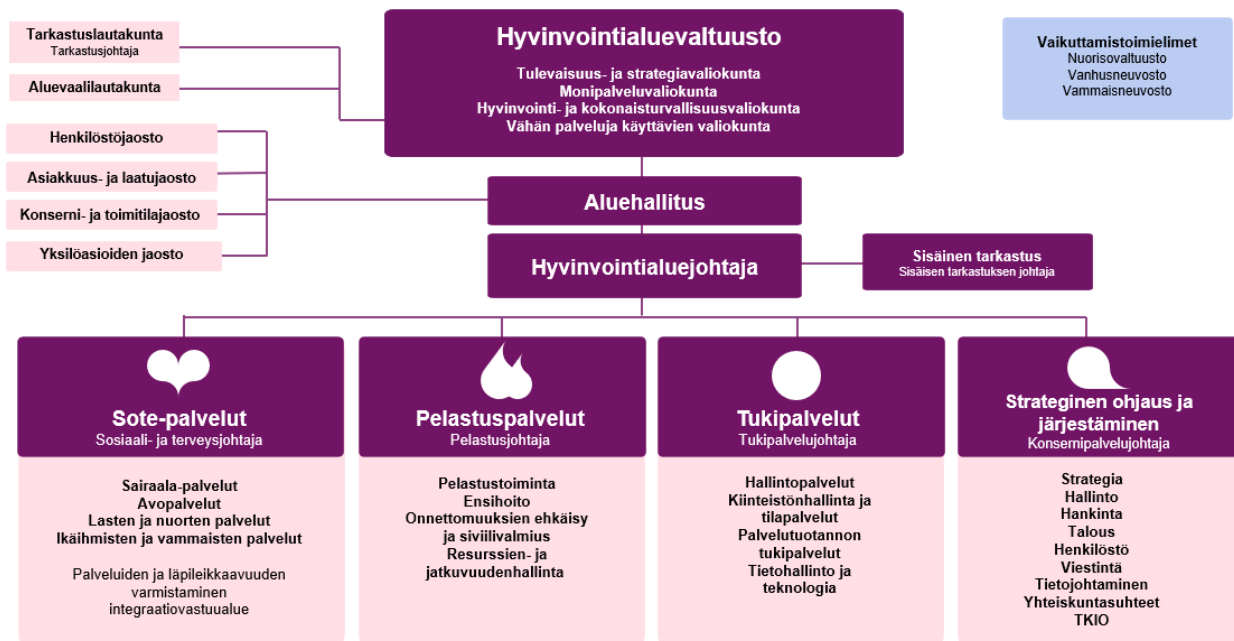 Tarkastuslautakunta
Tarkastusjohtaja
Aluevaalilautakunta
Henkilöstöjaosto
Asiakkuus- ja laatujaosto
Konserni- ja toimitilajaosto
Yksilöasioiden jaosto
Hyvinvointialuevaltuusto
Tulevaisuus- ja strategiavaliokunta
Monipalveluvaliokunta
Hyvinvointi- ja kokonaisturvallisuusvaliokunta
Vähän palveluja käyttävien valiokunta
Vaikuttamistoimielimet
Nuorisovaltuusto
Vanhusneuvosto
Vammaisneuvosto
Aluehallitus
Hyvinvointialuejohtaja
Sisäinen tarkastus
Sisäisen tarkastuksen johtaja
Sote-palvelut
Sosiaali- ja terveysjohtaja
Sairaala-palvelut
Avopalvelut
Lasten ja nuorten palvelut
Ikäihmisten ja vammaisten palvelut
Palveluiden ja läpileikkaavuuden
varmistaminen
integraatiovastuualue
Pelastuspalvelut
Pelastusjohtaja
Pelastustoiminta
Ensihoito
Onnettomuuksien ehkäisy
ja siviilivalmius
Resurssien- ja
jatkuvuudenhallinta
Tukipalvelut
Tukipalvelujohtaja
Hallintopalvelut
Kiinteistönhallinta ja
tilapalvelut
Palvelutuotannon
tukipalvelut
Tietohallinto ja
teknologia
Strateginen ohjaus ja
järjestäminen
Konsernipalvelujohtaja
Strategia
Hallinto
Hankinta
Talous
Henkilöstö
Viestintä
Tietojohtaminen
Yhteiskuntasuhteet
TKIO